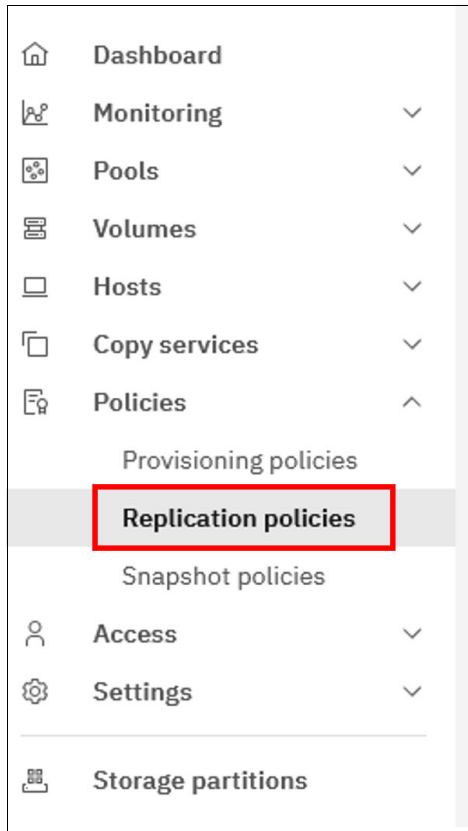 Dashboard
Monitoring
Pools
Volumes
Hosts
Copy services
Policies
Provisioning policies
Replication policies
Snapshot policies
Access
Settings
Storage partitions